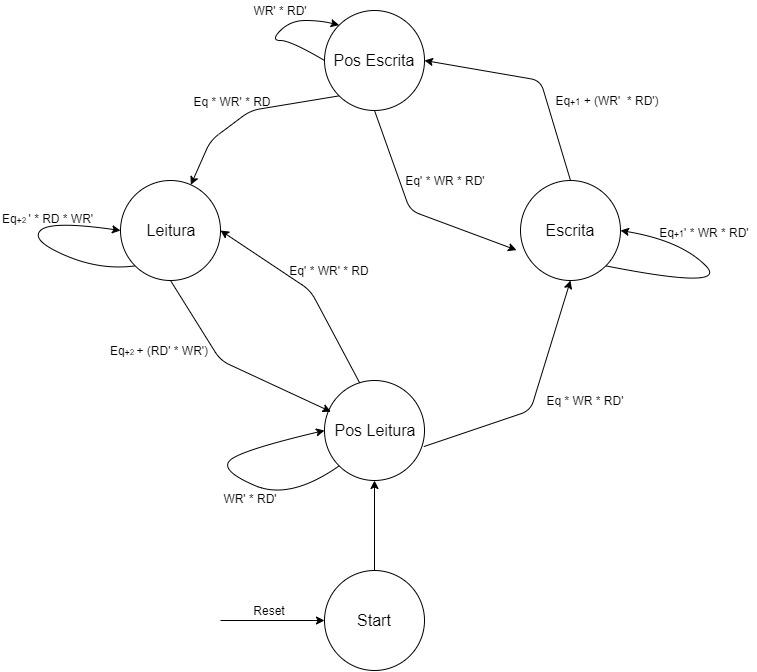 WR' * RD'
Pos Escrita
Eq * WR' * RD
Eq+1 + (WR' * RD')
Eq' * WR * RD'
Eq+2 ' * RD * WR'
Leitura
Escrita
Eq+1' * WR * RD'
Eq' * WR' * RD
Eq+2 + (RD' * WR')
Eq * WR * RD'
Pos Leitura
WR' * RD'
Reset
Start